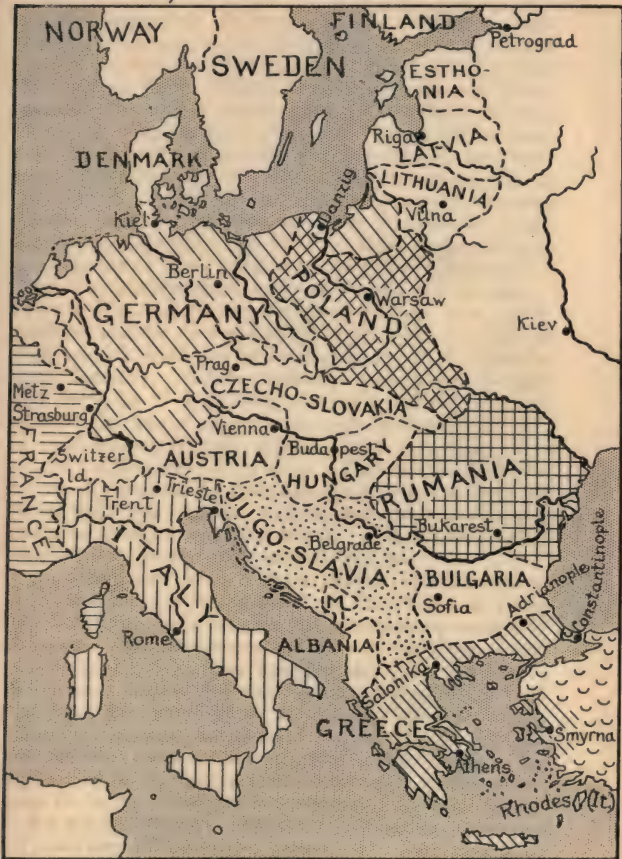 NORWAY
FINLAND
Petrograd
SWEDEN
ESTHO-
NIA
Riga
LATVIA
DENMARK
LITHUANIA
Vilna
Kiel
Danzig
Berlin
POLAND
Warsaw
GERMANY
Kiev
Prag
CZECHO-SLOVAKIA
Metz
Strasburg
FRANCE
Vienna
Budapest
Switzer
ld.
AUSTRIA
HUNGARY
RUMANIA
Trent
Trieste
JUGO-SLAVIA
Bukarest
Belgrade
ITALY
BULGARIA
Sofia
Adrianople
Constantinople
M.
Rome
ALBANIA
Salonika
GREECE
Smyrna
Athens
Rhodes (It.)